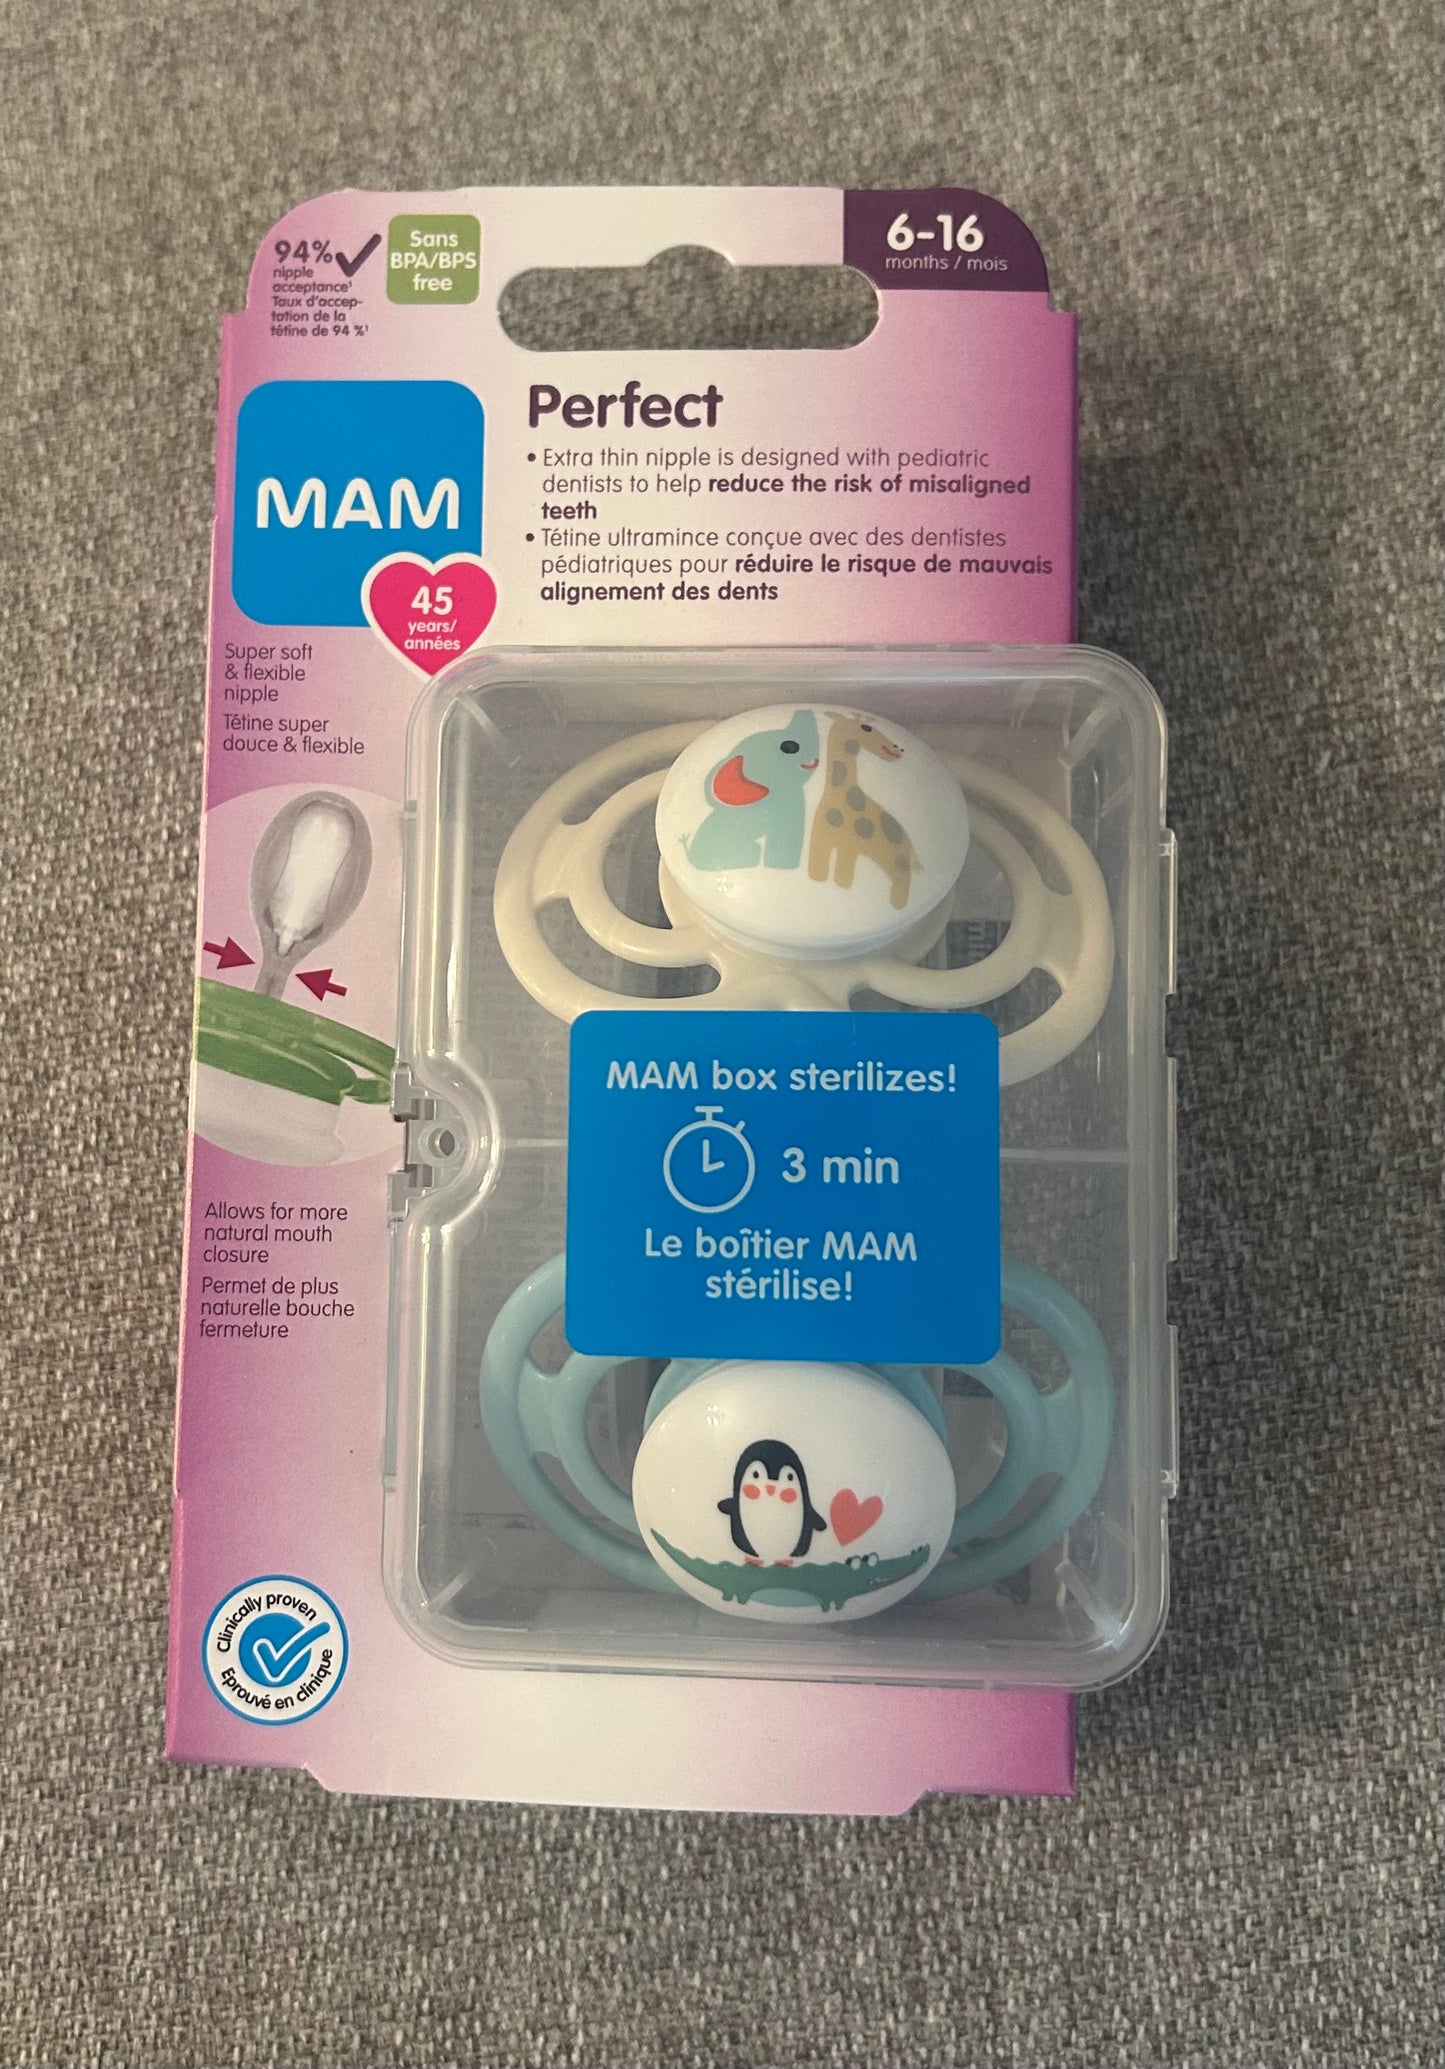 94%
nipple
acceptance¹
Taux d'accep-
tation de la
tétine de 94 %¹
Sans
BPA/BPS
free
6-16
months / mois
MAM
45
years/
années
Perfect
• Extra thin nipple is designed with pediatric
dentists to help reduce the risk of misaligned
teeth
• Tétine ultramince conçue avec des dentistes
pédiatriques pour réduire le risque de mauvais
alignement des dents
Super soft
& flexible
nipple
Tétine super
douce & flexible
MAM box sterilizes!
3 min
Le boîtier MAM
stérilise!
Allows for more
natural mouth
closure
Permet de plus
naturelle bouche
fermeture
Clinically proven
Eprouvé en clinique